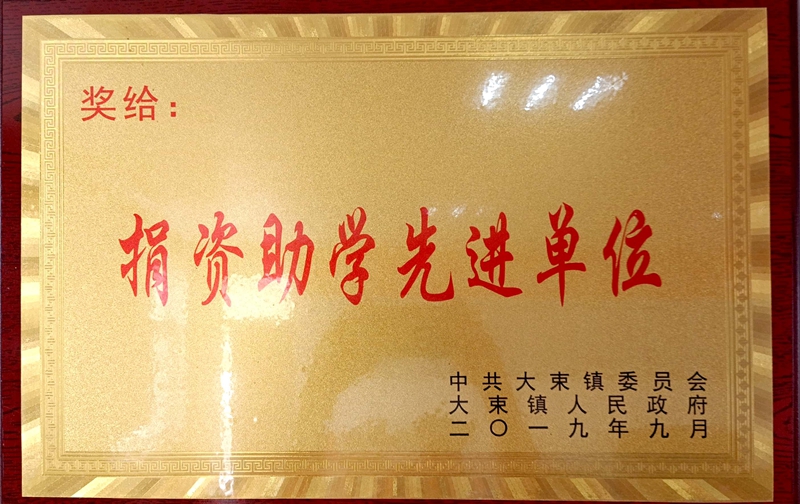 奖给：
捐资助学先进单位
中共大束镇委员会
大束镇人民政府
二〇一九年九月